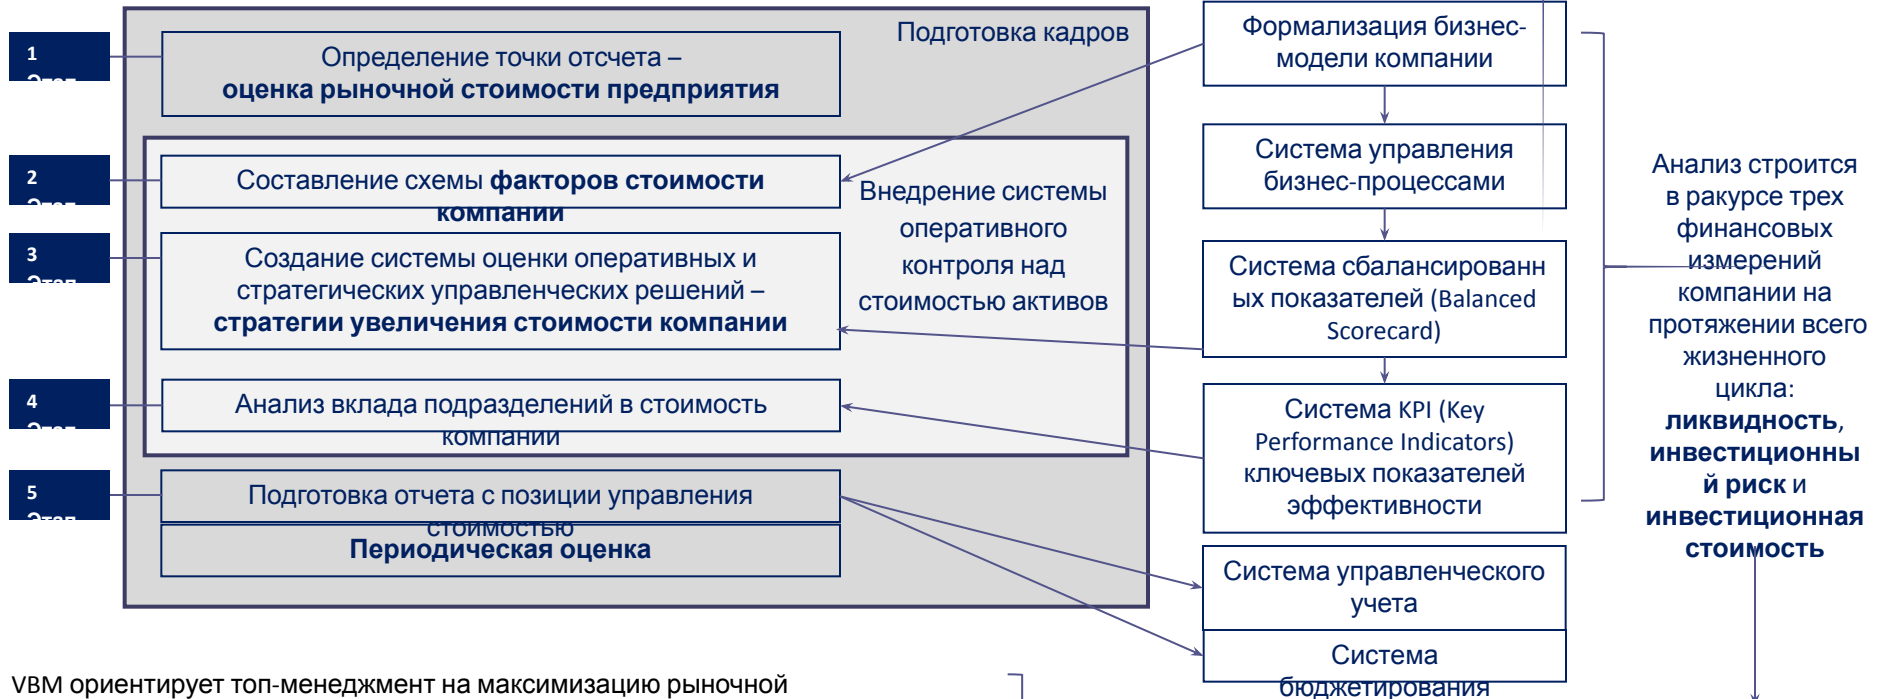 Подготовка кадров
1
Этап
Определение точки отсчета –
оценка рыночной стоимости предприятия
2
Этап
Составление схемы факторов стоимости
компании
3
Этап
Создание системы оценки оперативных и
стратегических управленческих решений –
стратегии увеличения стоимости компании
4
Этап
Анализ вклада подразделений в стоимость
компании
Внедрение системы
оперативного
контроля над
стоимостью активов
5
Этап
Подготовка отчета с позиции управления
стоимостью
Периодическая оценка
Формализация бизнес-
модели компании
Система управления
бизнес-процессами
Система сбалансированн
ых показателей (Balanced
Scorecard)
Система KPI (Key
Performance Indicators)
ключевых показателей
эффективности
Система управленческого
учета
Система
бюджетирования
Анализ строится
в ракурсе трех
финансовых
измерений
компании на
протяжении всего
жизненного
цикла:
ликвидность,
инвестиционны
й риск и
инвестиционная
стоимость
VBM ориентирует топ-менеджмент на максимизацию рыночной